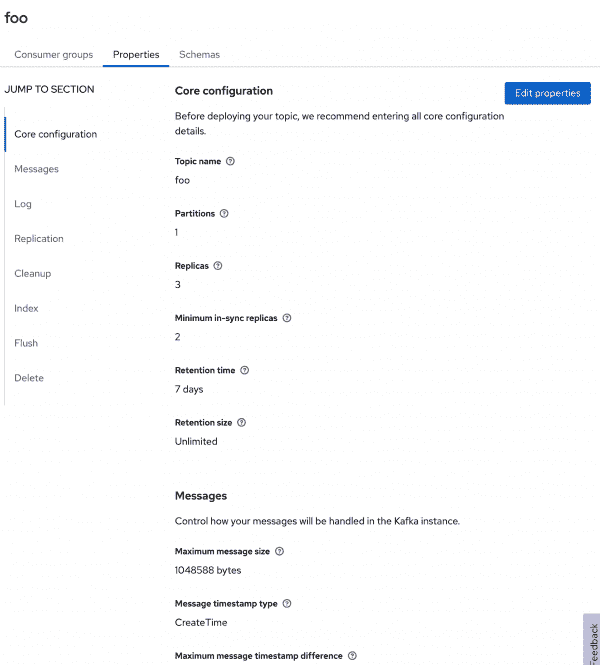 foo
Consumer groups
Properties
Schemas
JUMP TO SECTION
Core configuration
Messages
Log
Replication
Cleanup
Index
Flush
Delete
Core configuration
Edit properties
Before deploying your topic, we recommend entering all core configuration
details.
Topic name
foo
Partitions
1
Replicas
3
Minimum in-sync replicas
2
Retention time
7 days
Retention size
Unlimited
Messages
Control how your messages will be handled in the Kafka instance.
Maximum message size
1048588 bytes
Message timestamp type
CreateTime
Maximum message timestamp difference
Feedback